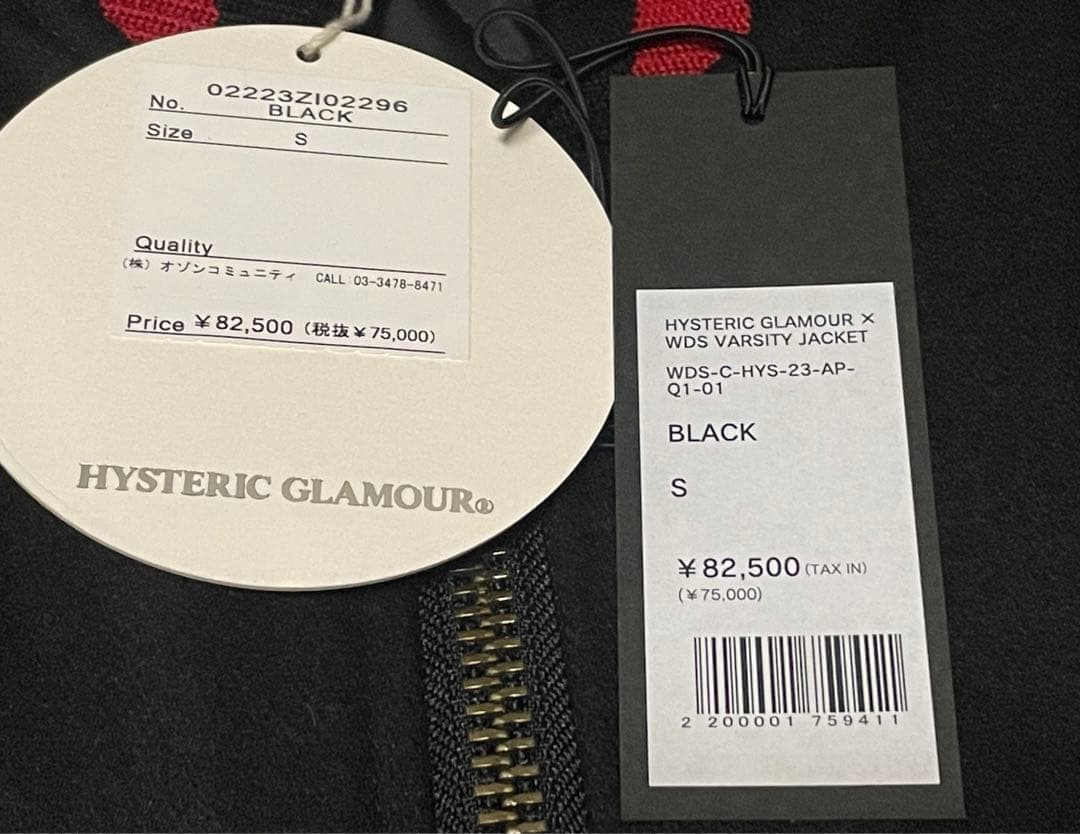 No. 02223ZI02296
BLACK
Size S
Quality
(株) オゾンコミュニティ CALL:03-3478-8471
Price ¥82,500 (税抜¥75,000)
HYSTERIC GLAMOUR®
HYSTERIC GLAMOUR ×
WDS VARSITY JACKET
WDS-C-HYS-23-AP-
Q1-01
BLACK
S
¥82,500 (TAX IN)
(¥75,000)
2 200001 759411